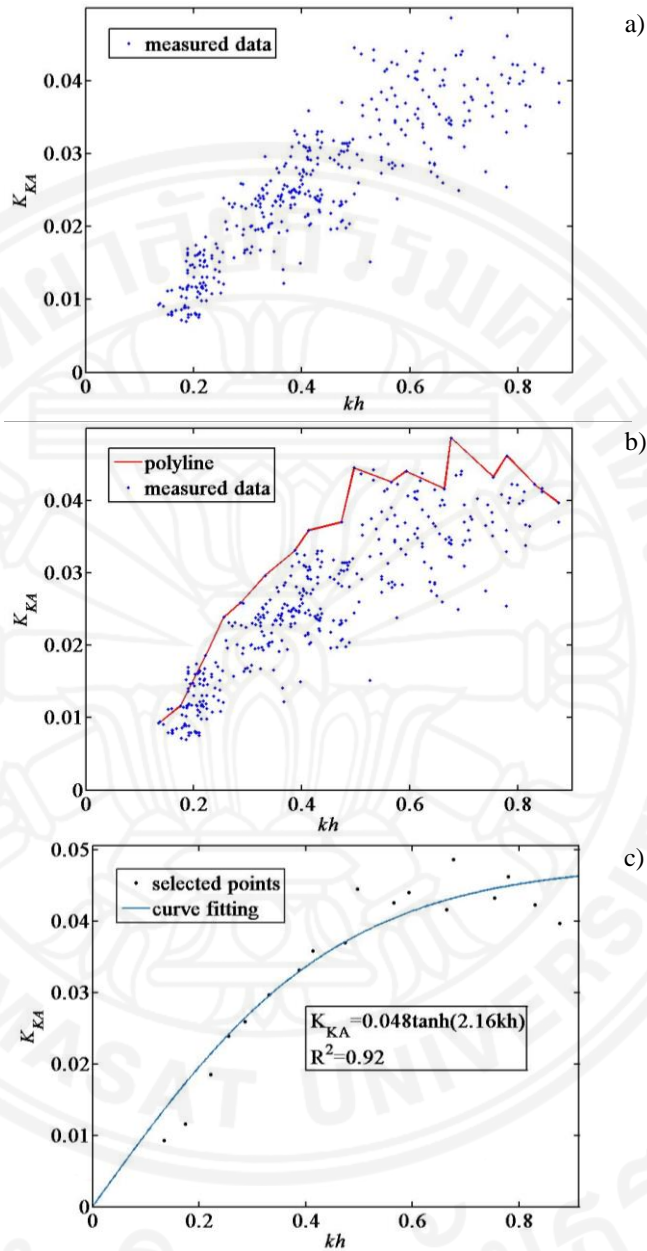 a)
measured data
0.04
0.03
0.02
0.01
0
K_KA
0 0.2 0.4 0.6 0.8
kh
b)
polyline
measured data
0.04
0.03
0.02
0.01
0
K_KA
0 0.2 0.4 0.6 0.8
kh
c)
selected points
curve fitting
0.05
0.04
0.03
0.02
0.01
0
K_KA
K_KA=0.048tanh(2.16kh)
R²=0.92
0 0.2 0.4 0.6 0.8
kh
MASAT UNIVERS